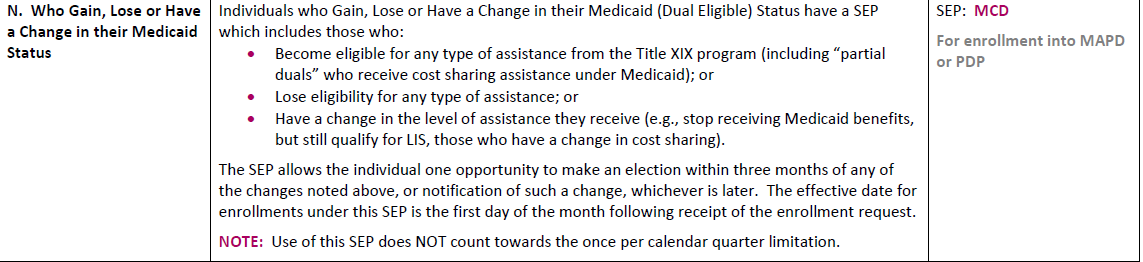 N. Who Gain, Lose or Have
a Change in their Medicaid
Status
Individuals who Gain, Lose or Have a Change in their Medicaid (Dual Eligible) Status have a SEP
which includes those who:
• Become eligible for any type of assistance from the Title XIX program (including “partial
duals” who receive cost sharing assistance under Medicaid); or
• Lose eligibility for any type of assistance; or
• Have a change in the level of assistance they receive (e.g., stop receiving Medicaid benefits,
but still qualify for LIS, those who have a change in cost sharing).
The SEP allows the individual one opportunity to make an election within three months of any of
the changes noted above, or notification of such a change, whichever is later. The effective date for
enrollments under this SEP is the first day of the month following receipt of the enrollment request.
NOTE: Use of this SEP does NOT count towards the once per calendar quarter limitation.
SEP: MCD
For enrollment into MAPD
or PDP